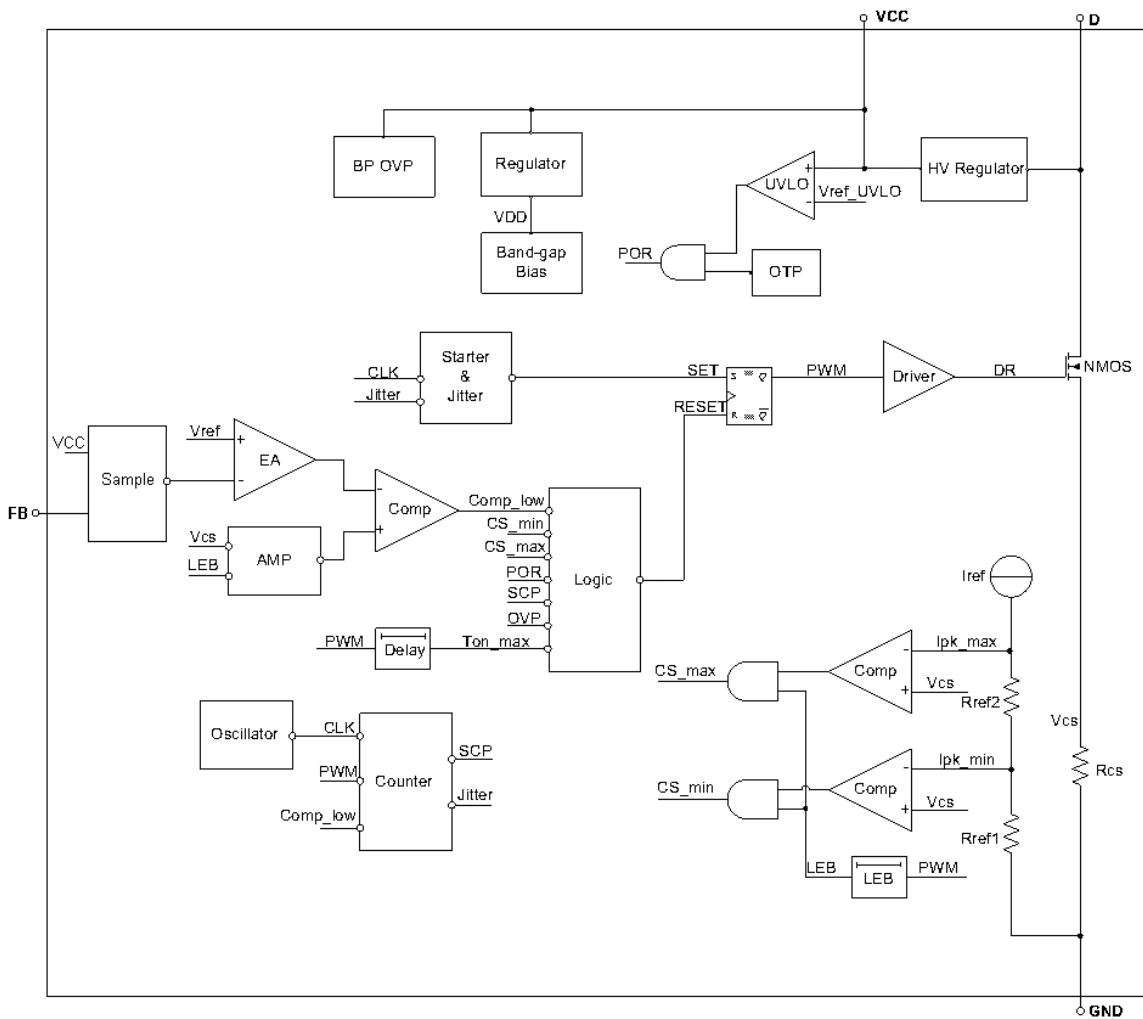 VCC
D
BP OVP
Regulator
UVLO
Vref_UVLO
HV Regulator
VDD
Band-gap
Bias
POR
OTP
Starter
&
Jitter
CLK
Jitter
SET
RESET
S
Q
R
Q
PWM
Driver
DR
NMOS
VCC
Vref
Sample
FB
EA
Comp
Vcs
LEB
AMP
Comp_low
CS_min
CS_max
POR
SCP
OVP
Ton_max
PWM
Delay
Logic
Iref
CS_max
Comp
Ipk_max
Vcs
Rref2
Vcs
Rcs
Oscillator
CLK
PWM
Comp_low
Counter
SCP
Jitter
CS_min
Comp
Ipk_min
Vcs
Rref1
LEB
LEB
PWM
GND